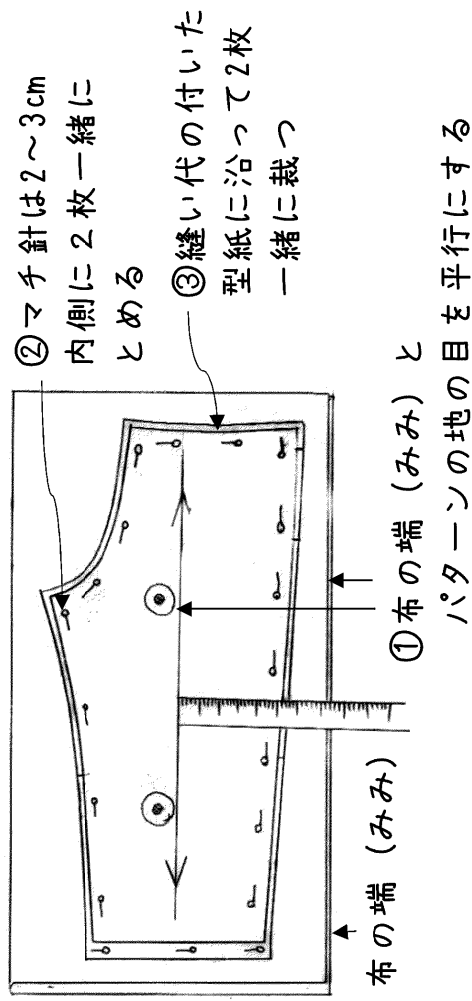 ②マチ針は2～3cm
内側に2枚一緒に
とめる
③縫い代の付いた
型紙に沿って2枚
一緒に裁つ
①布の端（みみ）と
パターンの地の目を平行にする
布の端（みみ）